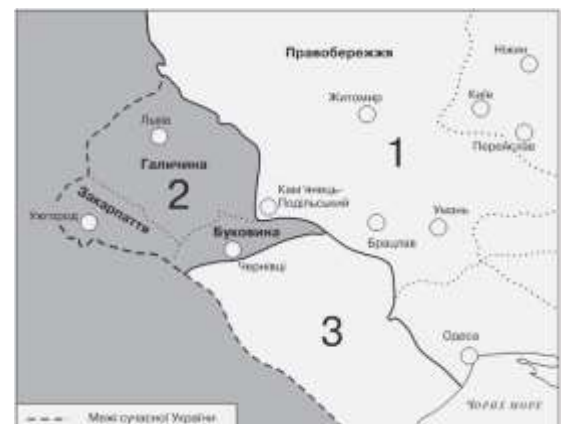 Правобережжя
Ніжин
Житомир
Київ
Львів
Переяслав
Галичина
1
2
Закарпаття
Кам'янець-
Подільський
Ужгород
Умань
Буковина
Брацлав
Чернівці
3
Одеса
Чорне море
Межі сучасної України